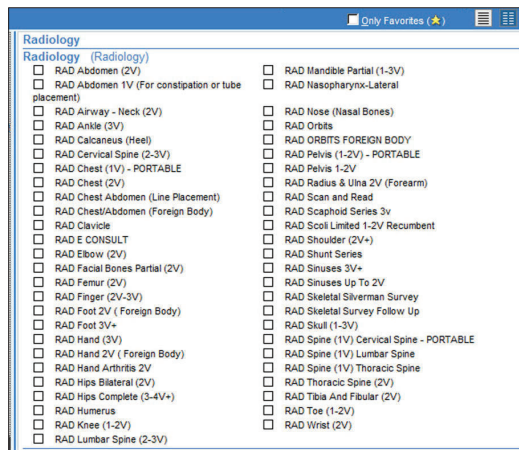 Only Favorites ( )
Radiology
Radiology (Radiology)
RAD Abdomen (2V)
RAD Abdomen 1V (For constipation or tube
placement)
RAD Airway - Neck (2V)
RAD Ankle (3V)
RAD Calcaneus (Heel)
RAD Cervical Spine (2-3V)
RAD Chest (1V) - PORTABLE
RAD Chest (2V)
RAD Chest Abdomen (Line Placement)
RAD Chest/Abdomen (Foreign Body)
RAD Clavicle
RAD E CONSULT
RAD Elbow (2V)
RAD Facial Bones Partial (2V)
RAD Femur (2V)
RAD Finger (2V-3V)
RAD Foot 2V ( Foreign Body)
RAD Foot 3V+
RAD Hand (3V)
RAD Hand 2V ( Foreign Body)
RAD Hand Arthritis 2V
RAD Hips Bilateral (2V)
RAD Hips Complete (3-4V+)
RAD Humerus
RAD Knee (1-2V)
RAD Lumbar Spine (2-3V)
RAD Mandible Partial (1-3V)
RAD Nasopharynx-Lateral
RAD Nose (Nasal Bones)
RAD Orbits
RAD ORBITS FOREIGN BODY
RAD Pelvis (1-2V) - PORTABLE
RAD Pelvis 1-2V
RAD Radius & Ulna 2V (Forearm)
RAD Scan and Read
RAD Scaphoid Series 3v
RAD Scoli Limited 1-2V Recumbent
RAD Shoulder (2V+)
RAD Shunt Series
RAD Sinuses 3V+
RAD Sinuses Up To 2V
RAD Skeletal Silverman Survey
RAD Skeletal Survey Follow Up
RAD Skull (1-3V)
RAD Spine (1V) Cervical Spine - PORTABLE
RAD Spine (1V) Lumbar Spine
RAD Spine (1V) Thoracic Spine
RAD Thoracic Spine (2V)
RAD Tibia And Fibular (2V)
RAD Toe (1-2V)
RAD Wrist (2V)